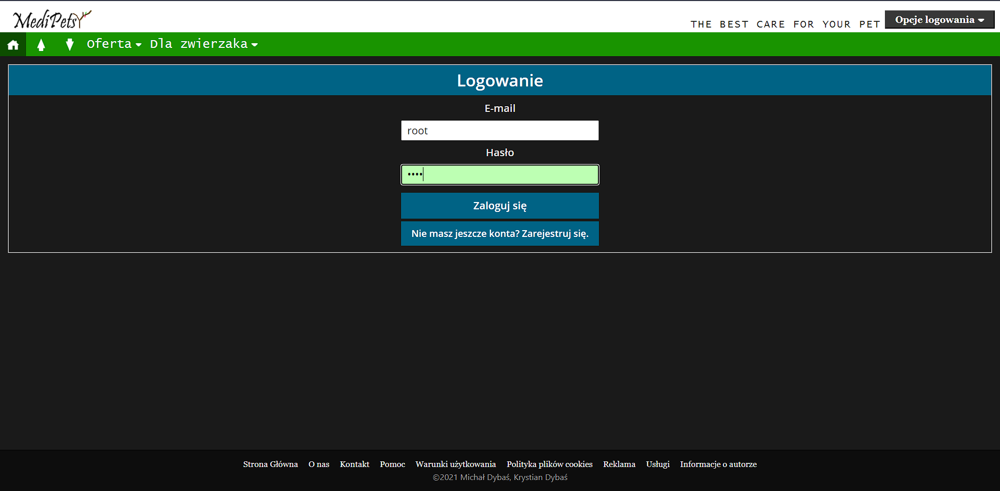 MediPets
THE BEST CARE FOR YOUR PET
Opcje logowania
Oferta Dla zwierzaka
Logowanie
E-mail
root
Hasło
••••
Zaloguj się
Nie masz jeszcze konta? Zarejestruj się.
Strona Główna O nas Kontakt Pomoc Warunki użytkowania Polityka plików cookies Reklama Usługi Informacje o autorze
©2021 Michał Dybaś, Krystian Dybaś